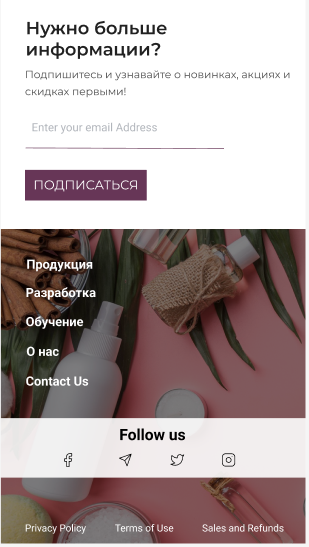 Нужно больше
информации?
Подпишитесь и узнавайте о новинках, акциях и
скидках первыми!
Enter your email Address
ПОДПИСАТЬСЯ
Продукция
Разработка
Обучение
О нас
Contact Us
Follow us
Privacy Policy Terms of Use Sales and Refunds